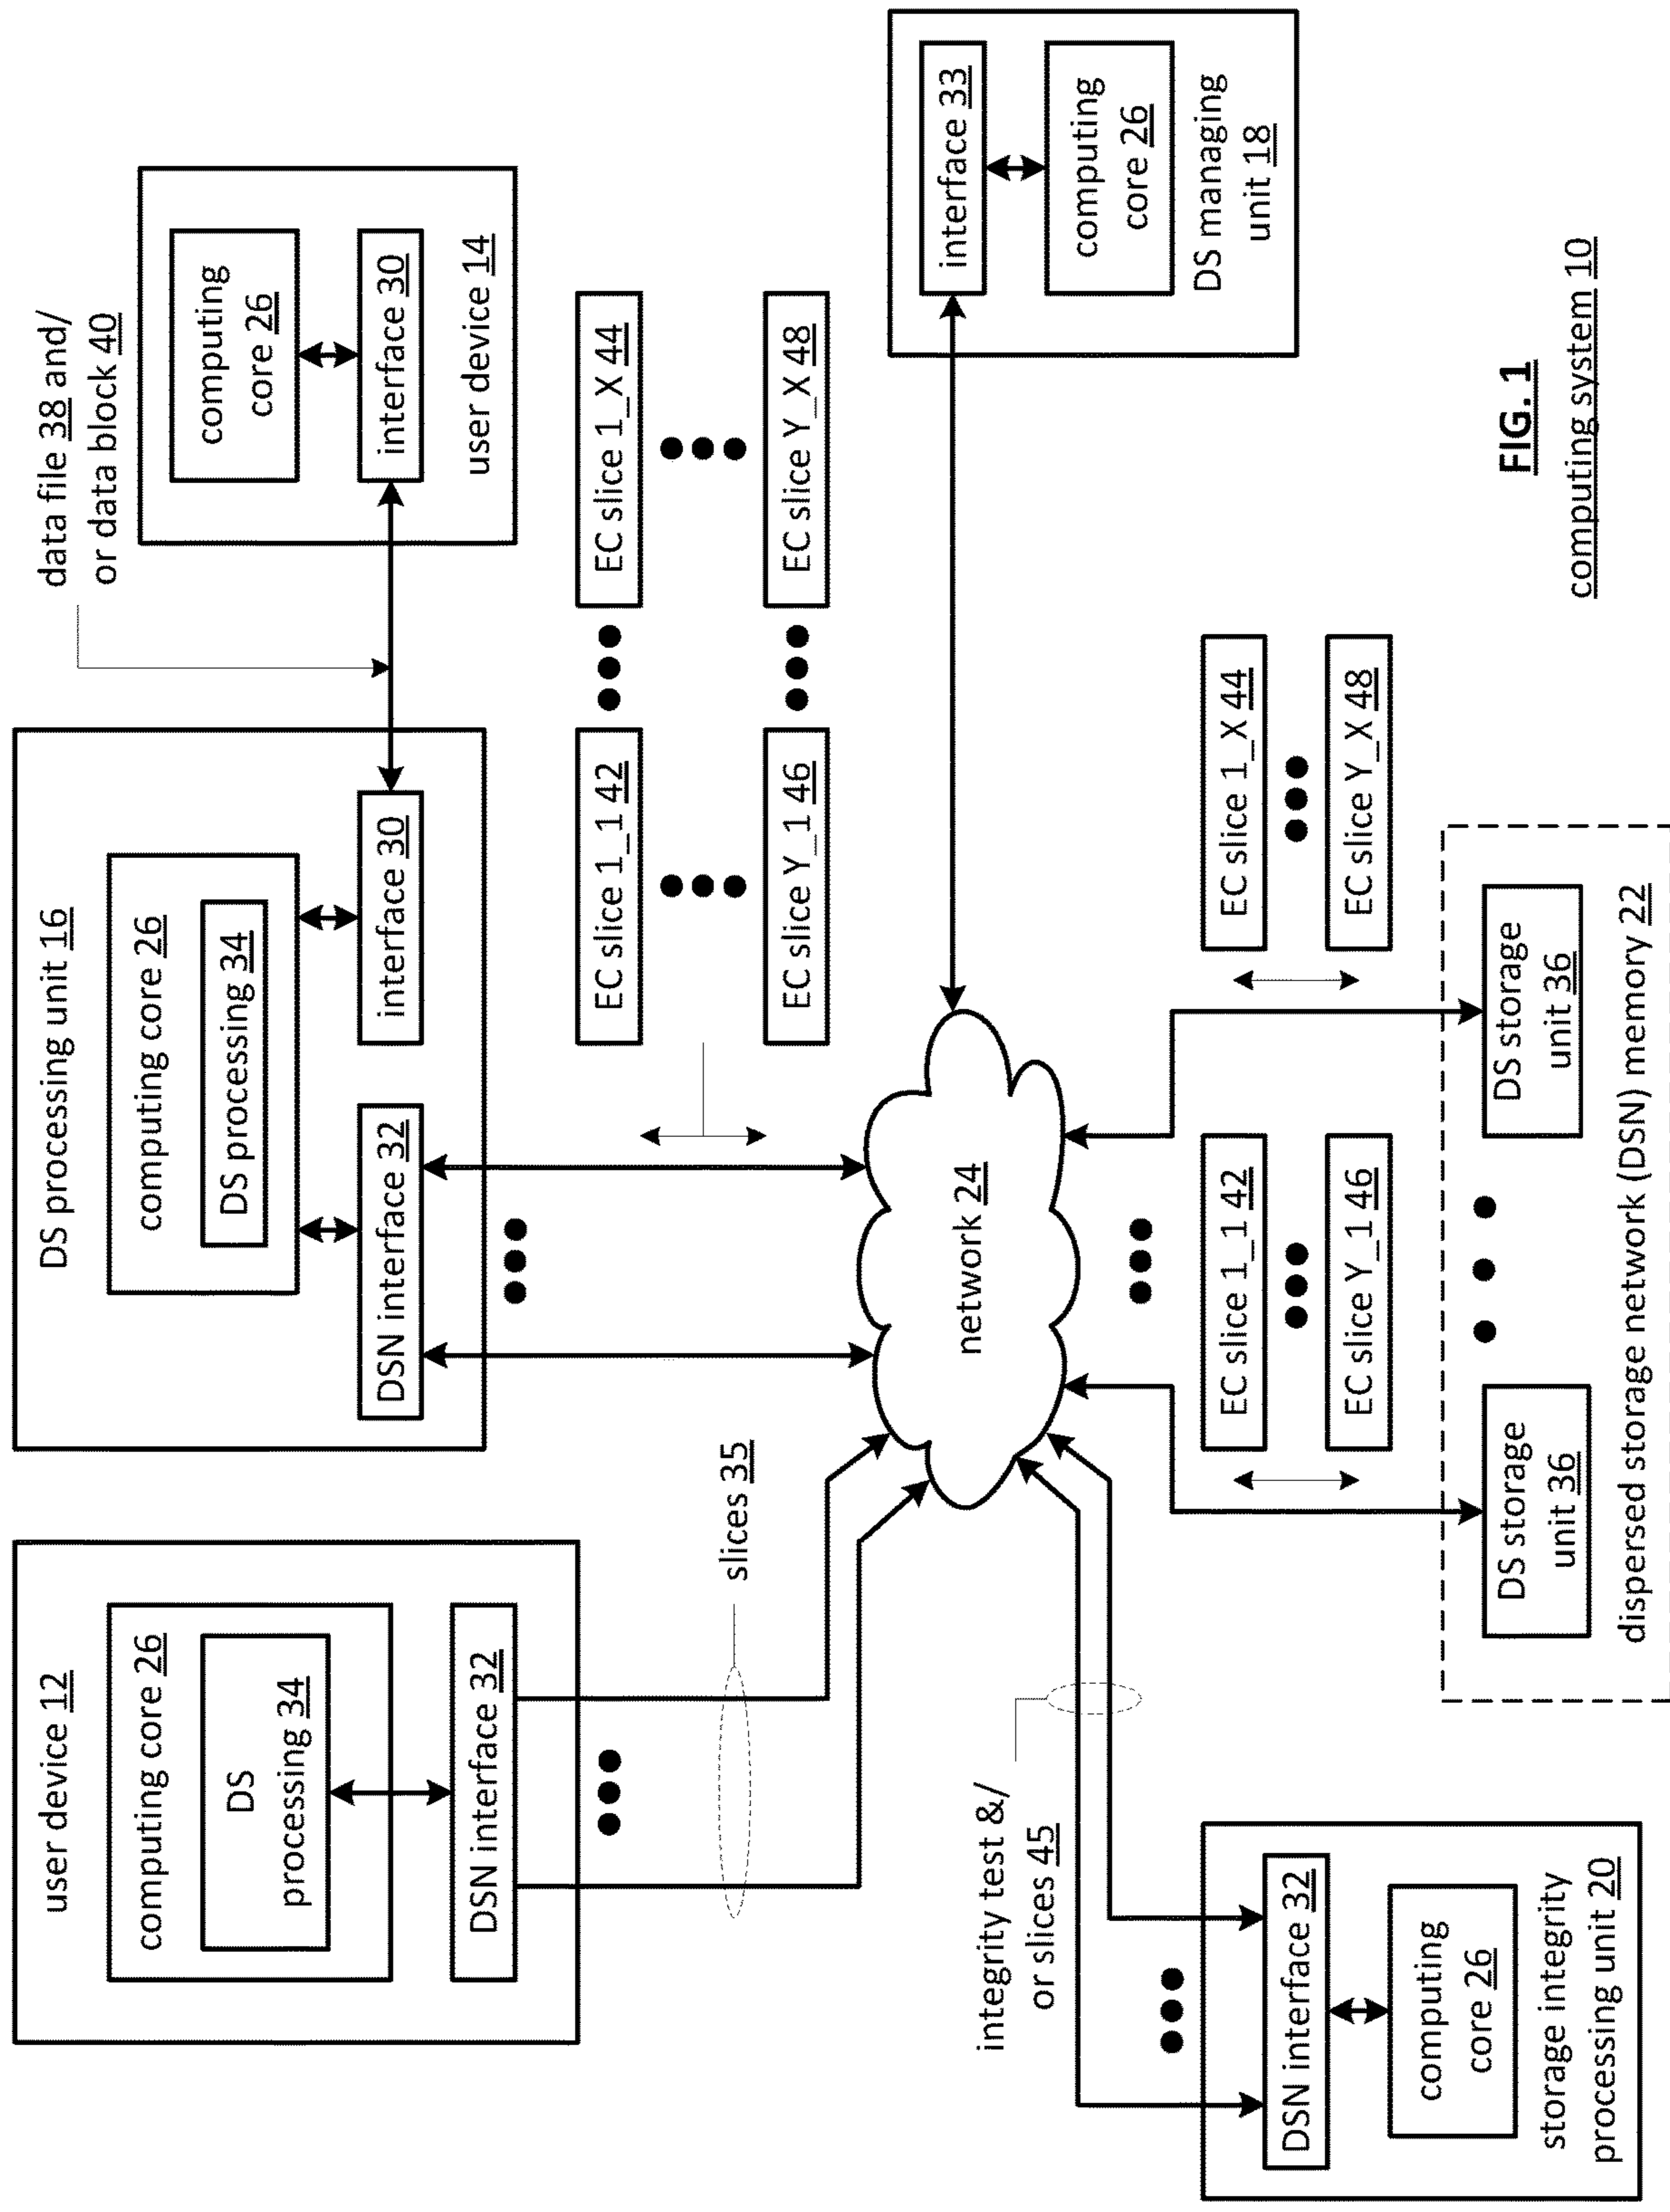 user device 12
computing core 26
DS
processing 34
DSN interface 32
slices 35
DS processing unit 16
computing core 26
DS processing 34
DSN interface 32
interface 30
data file 38 and/
or data block 40
computing
core 26
interface 30
user device 14
EC slice 1_1 42
EC slice 1_X 44
EC slice Y_1 46
EC slice Y_X 48
network 24
interface 33
computing
core 26
DS managing
unit 18
integrity test &/
or slices 45
DSN interface 32
computing
core 26
storage integrity
processing unit 20
EC slice 1_1 42
EC slice Y_1 46
EC slice 1_X 44
EC slice Y_X 48
DS storage
unit 36
DS storage
unit 36
dispersed storage network (DSN) memory 22
FIG. 1
computing system 10